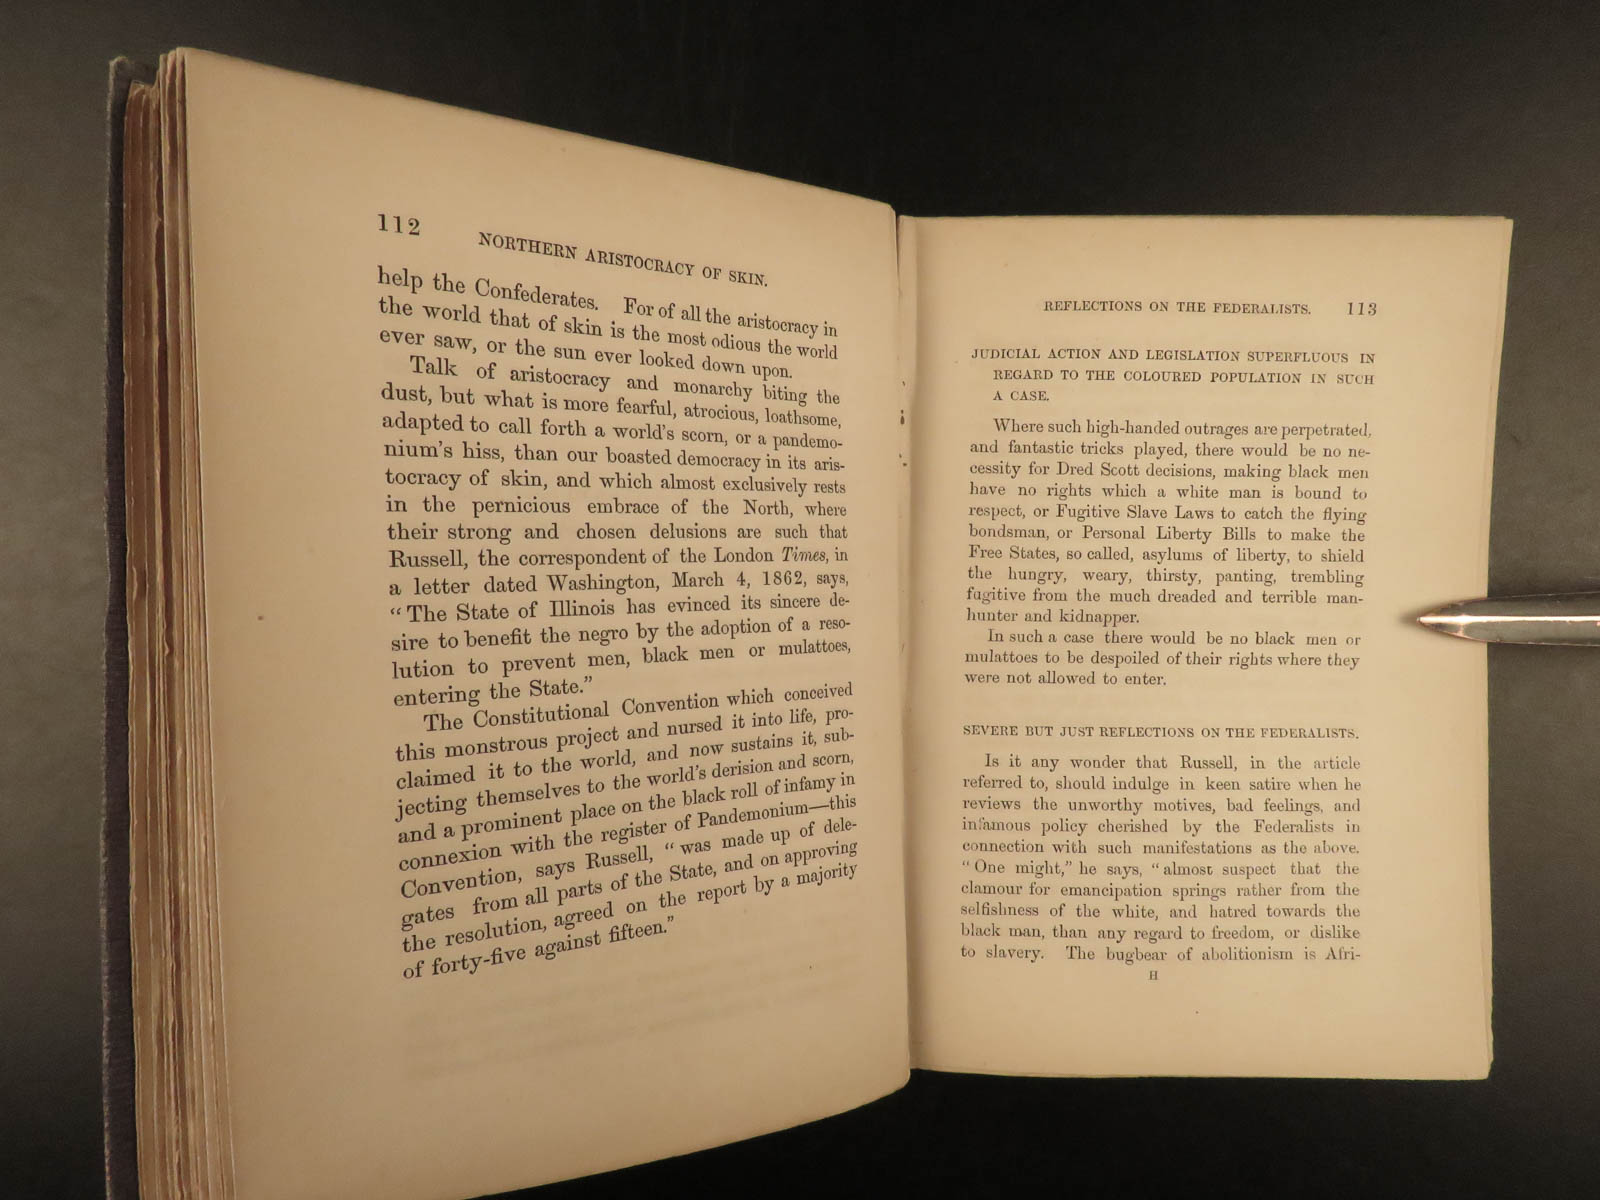 112
NORTHERN ARISTOCRACY OF SKIN.
help the Confederates. For of all the aristocracy in
the world that of skin is the most odious the world
ever saw, or the sun ever looked down upon.
Talk of aristocracy and monarchy biting the
dust, but what is more fearful, atrocious, loathsome,
adapted to call forth a world's scorn, or a pandemo-
nium's hiss, than our boasted democracy in its aris-
tocracy of skin, and which almost exclusively rests
in the pernicious embrace of the North, where
their strong and chosen delusions are such that
Russell, the correspondent of the London Times, in
a letter dated Washington, March 4, 1862, says,
"The State of Illinois has evinced its sincere de-
sire to benefit the negro by the adoption of a reso-
lution to prevent men, black men or mulattoes,
entering the State."
The Constitutional Convention which conceived
this monstrous project and nursed it into life, pro-
claimed it to the world, and now sustains it, sub-
jecting themselves to the world's derision and scorn,
and a prominent place on the black roll of infamy in
connexion with the register of Pandemonium—this
Convention, says Russell, "was made up of dele-
gates from all parts of the State, and on approving
the resolution, agreed on the report by a majority
of forty-five against fifteen."
REFLECTIONS ON THE FEDERALISTS. 113
JUDICIAL ACTION AND LEGISLATION SUPERFLUOUS IN
REGARD TO THE COLOURED POPULATION IN SUCH
A CASE.
Where such high-handed outrages are perpetrated,
and fantastic tricks played, there would be no ne-
cessity for Dred Scott decisions, making black men
have no rights which a white man is bound to
respect, or Fugitive Slave Laws to catch the flying
bondsman, or Personal Liberty Bills to make the
Free States, so called, asylums of liberty, to shield
the hungry, weary, thirsty, panting, trembling
fugitive from the much dreaded and terrible man-
hunter and kidnapper.
In such a case there would be no black men or
mulattoes to be despoiled of their rights where they
were not allowed to enter.
SEVERE BUT JUST REFLECTIONS ON THE FEDERALISTS.
Is it any wonder that Russell, in the article
referred to, should indulge in keen satire when he
reviews the unworthy motives, bad feelings, and
infamous policy cherished by the Federalists in
connection with such manifestations as the above.
"One might," he says, "almost suspect that the
clamour for emancipation springs rather from the
selfishness of the white, and hatred towards the
black man, than any regard to freedom, or dislike
to slavery. The bugbear of abolitionism is Afri-
H